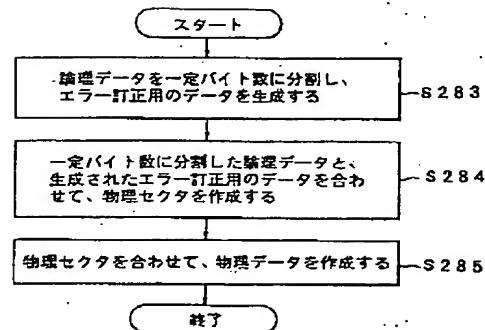 スタート
論理データを一定バイト数に分割し、
エラー訂正用のデータを生成する
S283
一定バイト数に分割した論理データと、
生成されたエラー訂正用のデータを合わ
せて、物理セクタを作成する
S284
物理セクタを合わせて、物理データを作成する
S285
終了